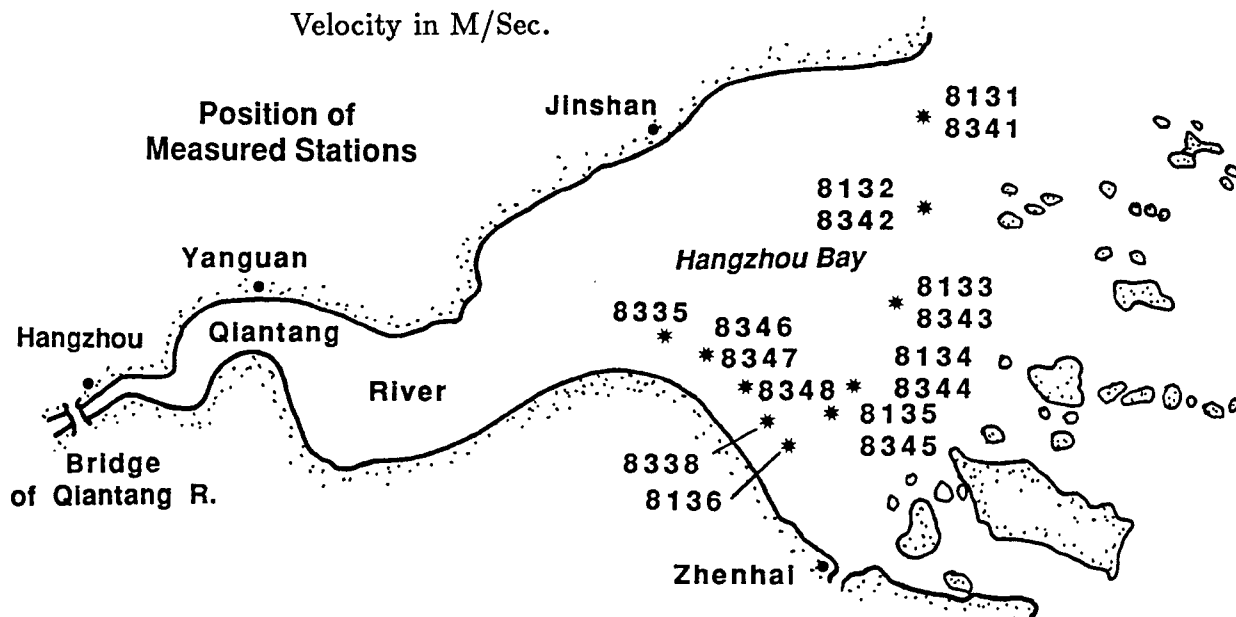 Velocity in M/Sec.
Position of
Measured Stations
Jinshan
8131
8341
8132
8342
Hangzhou Bay
Yanguan
8133
8343
8335
8346
8347
Hangzhou
Qiantang
8134
8344
8348
River
8135
8345
Bridge
of Qiantang R.
8338
8136
Zhenhai